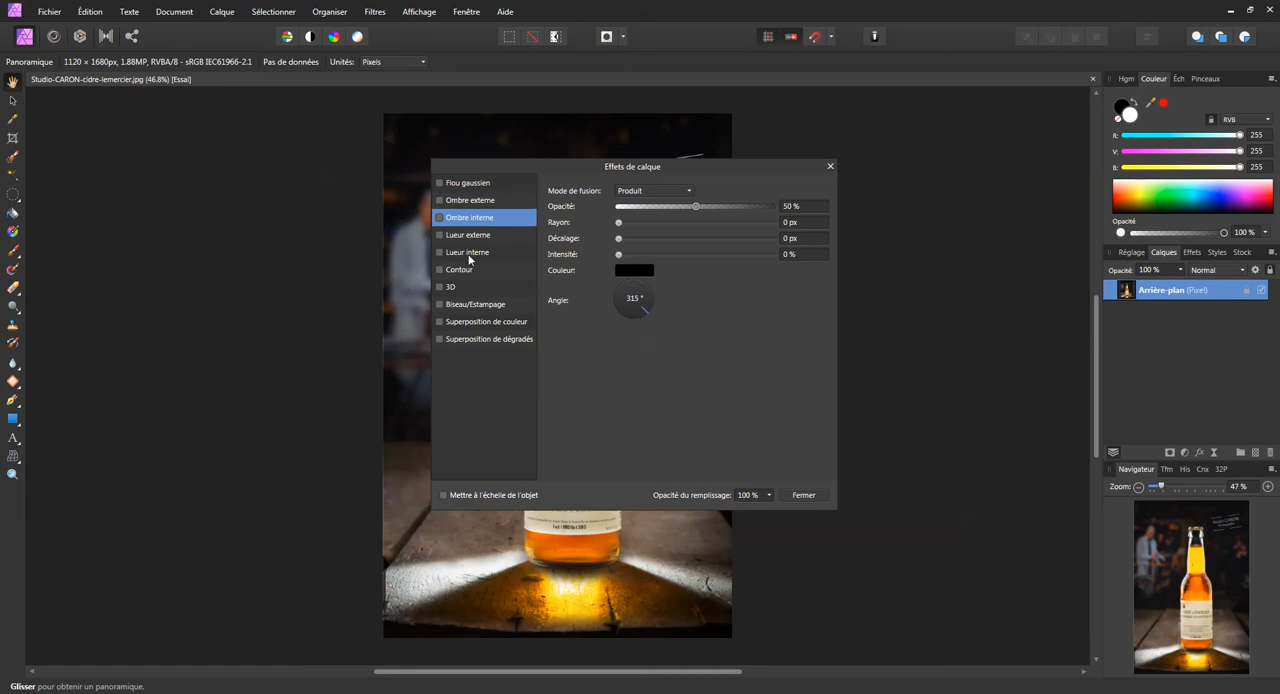 Fichier Édition Texte Document Calque Sélectionner Organiser Filtres Affichage Fenêtre Aide
Panoramique 1120 × 1680px, 1.88MP, RVBA/8 - sRGB IEC61966-2.1 Pas de données Unités: Pixels
Studio-CARON-cidre-lemercier.jpg (46.8%) [Essai]
Effets de calque
Flou gaussien
Ombre externe
Ombre interne
Lueur externe
Lueur interne
Contour
3D
Biseau/Estampage
Superposition de couleur
Superposition de dégradés
Mode de fusion: Produit
Opacité: 50 %
Rayon: 0 px
Décalage: 0 px
Intensité: 0 %
Couleur:
Angle: 315 °
Mettre à l'échelle de l'objet
Opacité du remplissage: 100 % Fermer
Hgm Couleur Éch Pinceaux
RVB
R: 255
V: 255
B: 255
Opacité
100 %
Réglage Calques Effets Styles Stock
Opacité: 100 % Normal
Arrière-plan (Pixel)
Navigateur Tfm His Cnx 32P
Zoom: 47 %
Glisser pour obtenir un panoramique.